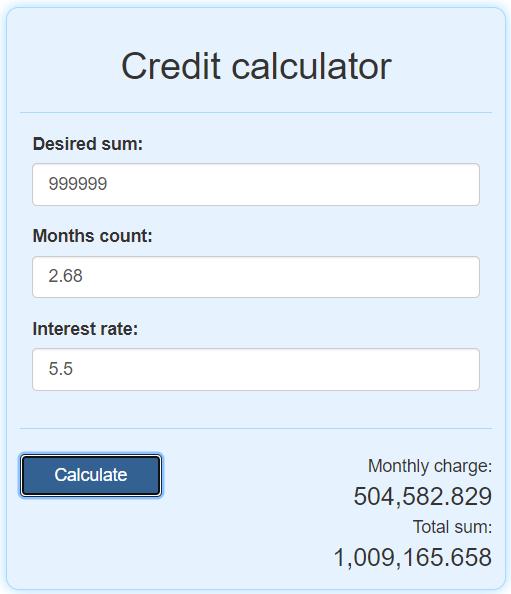 Credit calculator
Desired sum:
999999
Months count:
2.68
Interest rate:
5.5
Calculate
Monthly charge:
504,582.829
Total sum:
1,009,165.658